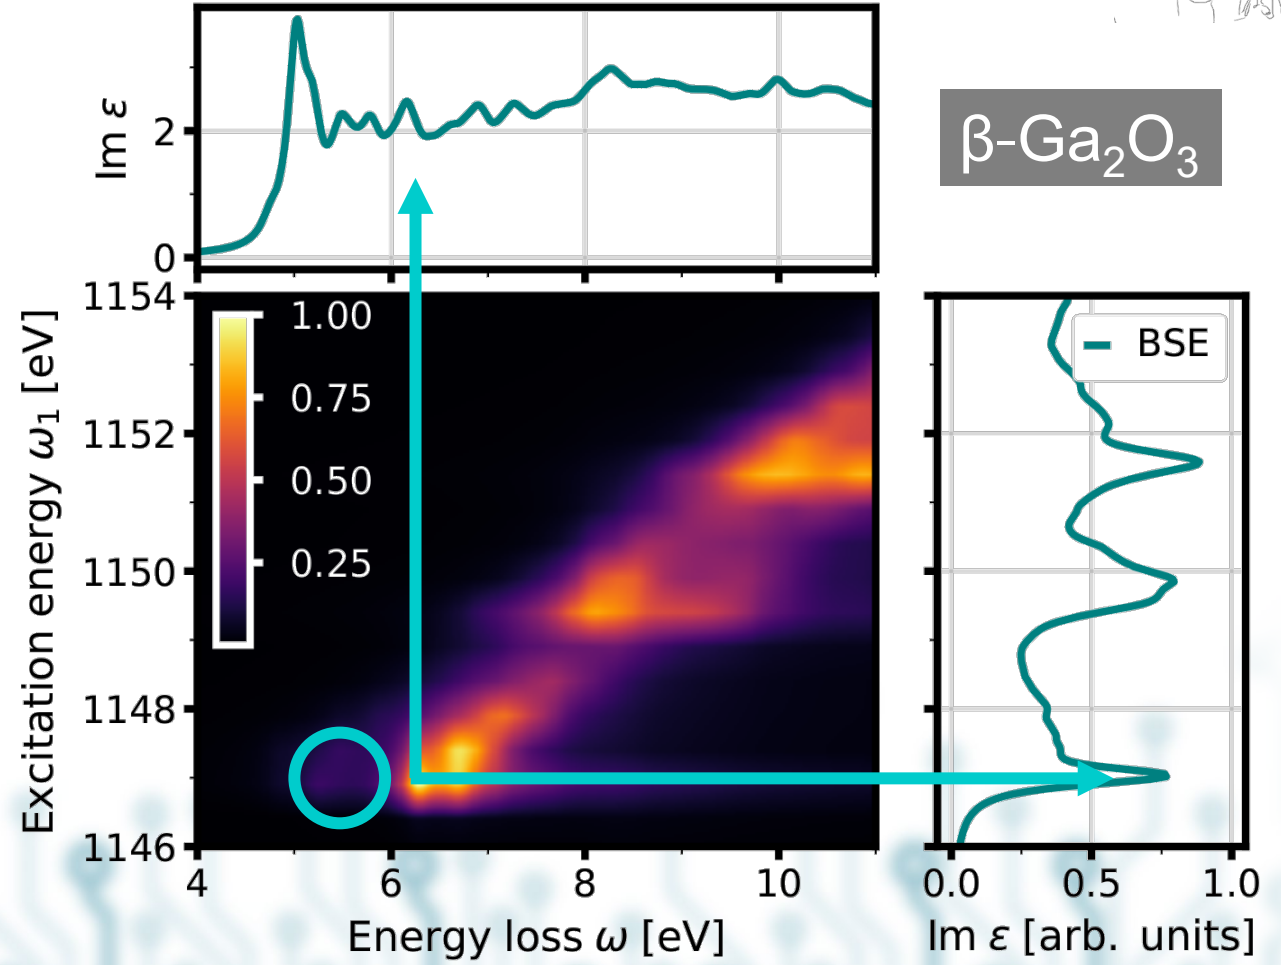 Im ε
2
0
β-Ga₂O₃
1154
1152
1150
1148
1146
Excitation energy ω₁ [eV]
1.00
0.75
0.50
0.25
4 6 8 10
Energy loss ω [eV]
BSE
0.0 0.5 1.0
Im ε [arb. units]